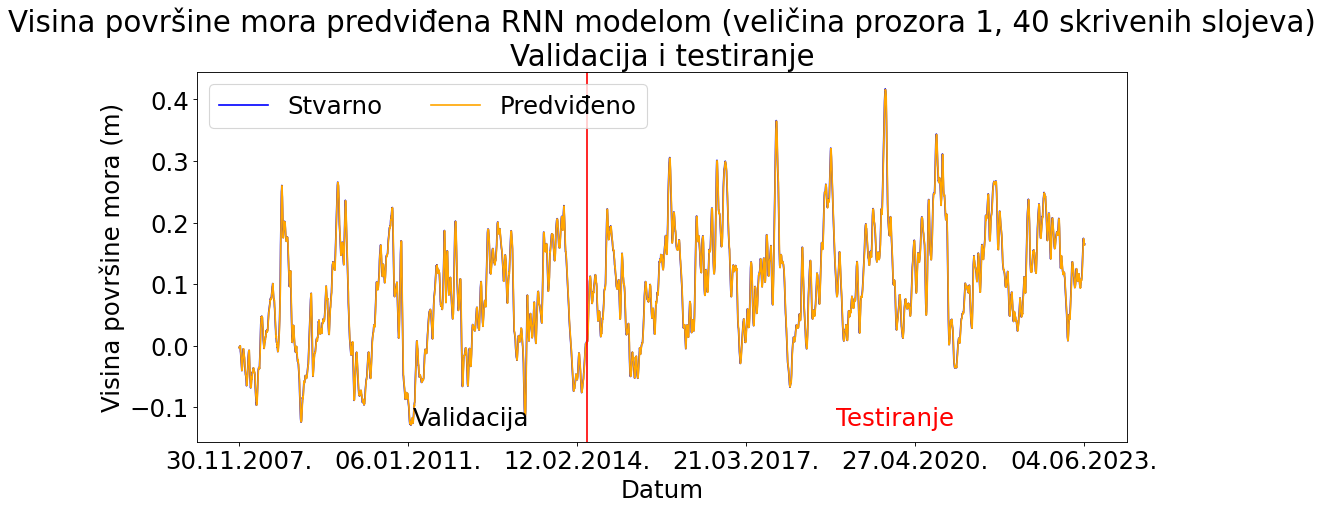 Visina površine mora predviđena RNN modelom (veličina prozora 1, 40 skrivenih slojeva)
Validacija i testiranje
Stvarno
Predviđeno
Visina površine mora (m)
0.4
0.3
0.2
0.1
0.0
−0.1
Validacija
Testiranje
30.11.2007.
06.01.2011.
12.02.2014.
21.03.2017.
27.04.2020.
04.06.2023.
Datum